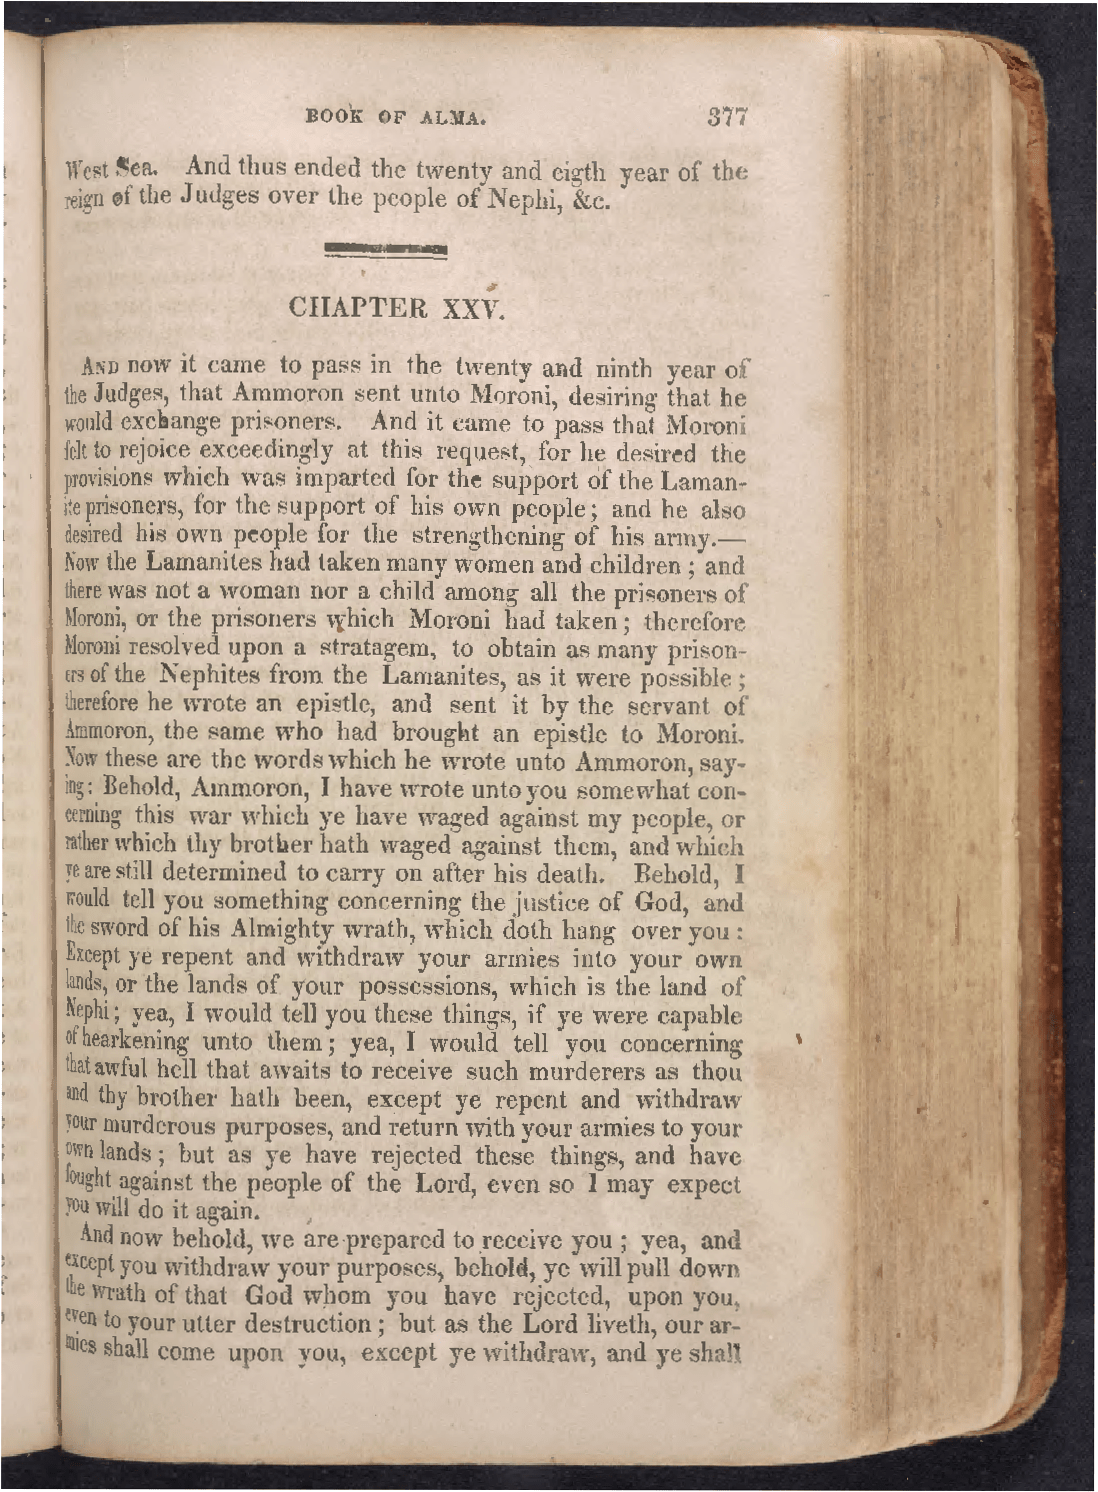 BOOK OF ALMA. 377
West Sea. And thus ended the twenty and eigth year of the
reign of the Judges over the people of Nephi, &c.
CHAPTER XXV.
And now it came to pass in the twenty and ninth year of
the Judges, that Ammoron sent unto Moroni, desiring that he
would exchange prisoners. And it came to pass that Moroni
felt to rejoice exceedingly at this request, for he desired the
provisions which was imparted for the support of the Laman-
ite prisoners, for the support of his own people; and he also
desired his own people for the strengthening of his army.—
Now the Lamanites had taken many women and children; and
there was not a woman nor a child among all the prisoners of
Moroni, or the prisoners which Moroni had taken; therefore
Moroni resolved upon a stratagem, to obtain as many prison-
ers of the Nephites from the Lamanites, as it were possible;
therefore he wrote an epistle, and sent it by the servant of
Ammoron, the same who had brought an epistle to Moroni.
Now these are the words which he wrote unto Ammoron, say-
ing: Behold, Ammoron, I have wrote unto you somewhat con-
cerning this war which ye have waged against my people, or
rather which thy brother hath waged against them, and which
ye are still determined to carry on after his death. Behold, I
would tell you something concerning the justice of God, and
the sword of his Almighty wrath, which doth hang over you:
Except ye repent and withdraw your armies into your own
lands, or the lands of your possessions, which is the land of
Nephi; yea, I would tell you these things, if ye were capable
of hearkening unto them; yea, I would tell you concerning
that awful hell that awaits to receive such murderers as thou
and thy brother hath been, except ye repent and withdraw
your murderous purposes, and return with your armies to your
own lands; but as ye have rejected these things, and have
fought against the people of the Lord, even so I may expect
you will do it again.
And now behold, we are prepared to receive you; yea, and
except you withdraw your purposes, behold, ye will pull down
the wrath of that God whom you have rejected, upon you,
even to your utter destruction; but as the Lord liveth, our ar-
mies shall come upon you, except ye withdraw, and ye shall